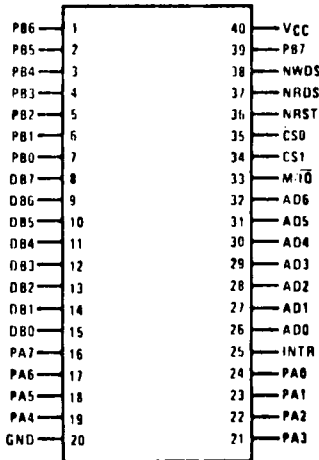 PB6 1 40 VCC
PB5 2 39 PB7
PB4 3 38 NWDS
PB3 4 37 NRDS
PB2 5 36 NRST
PB1 6 35 CS0
PB0 7 34 CS1
DB7 8 33 M/IO̅
DB6 9 32 AD6
DB5 10 31 AD5
DB4 11 30 AD4
DB3 12 29 AD3
DB2 13 28 AD2
DB1 14 27 AD1
DB0 15 26 AD0
PA7 16 25 INTR
PA6 17 24 PA0
PA5 18 23 PA1
PA4 19 22 PA2
GND 20 21 PA3